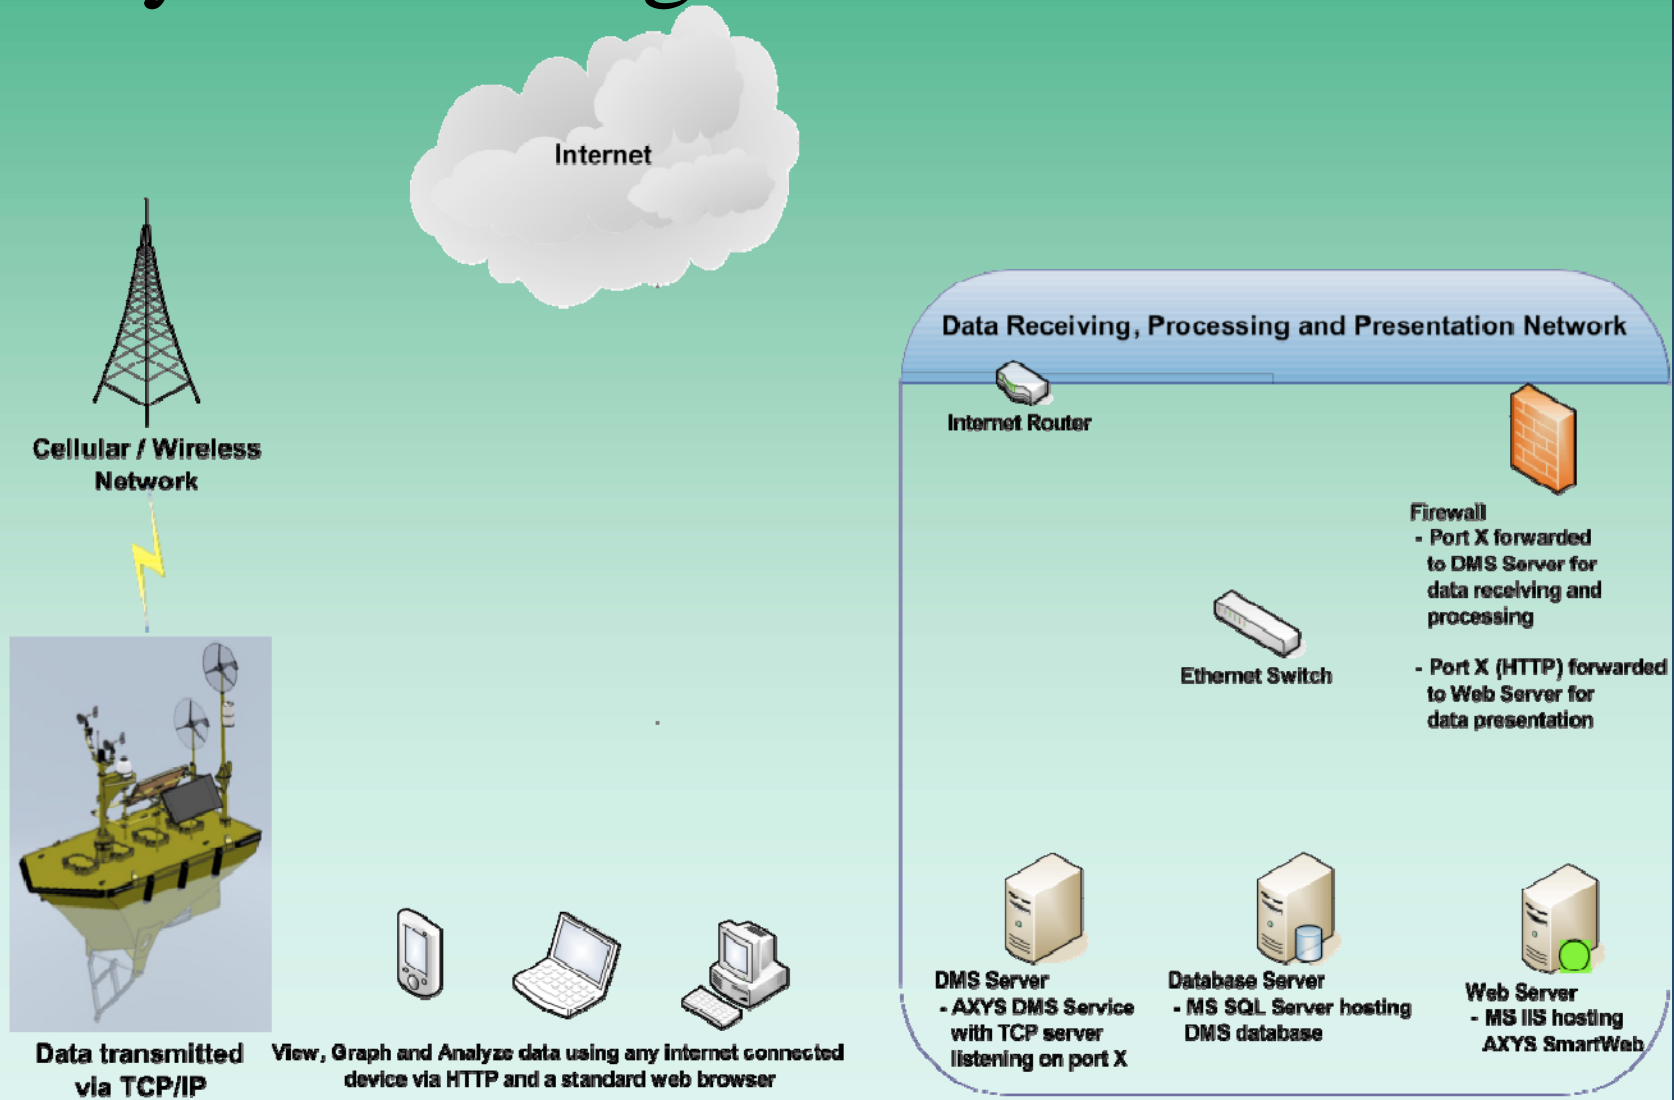 Internet
Data Receiving, Processing and Presentation Network
Internet Router
Cellular / Wireless
Network
Firewall
- Port X forwarded
to DMS Server for
data receiving and
processing
- Port X (HTTP) forwarded
to Web Server for
data presentation
Ethernet Switch
DMS Server
- AXYS DMS Service
with TCP server
listening on port X
Database Server
- MS SQL Server hosting
DMS database
Web Server
- MS IIS hosting
AXYS SmartWeb
Data transmitted
via TCP/IP
View, Graph and Analyze data using any internet connected
device via HTTP and a standard web browser